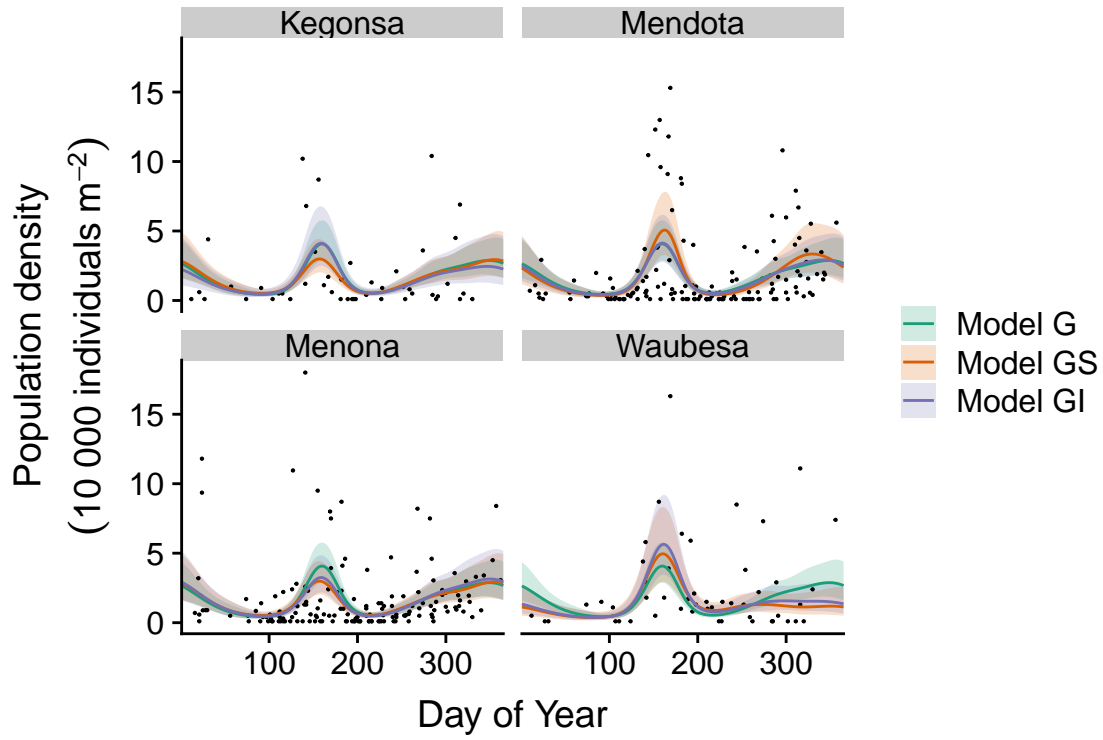 Kegonsa
Mendota
15
10
5
0
Menona
Waubesa
15
10
5
0
100
200
300
100
200
300
Day of Year
Population density
(10 000 individuals m⁻²)
Model G
Model GS
Model GI